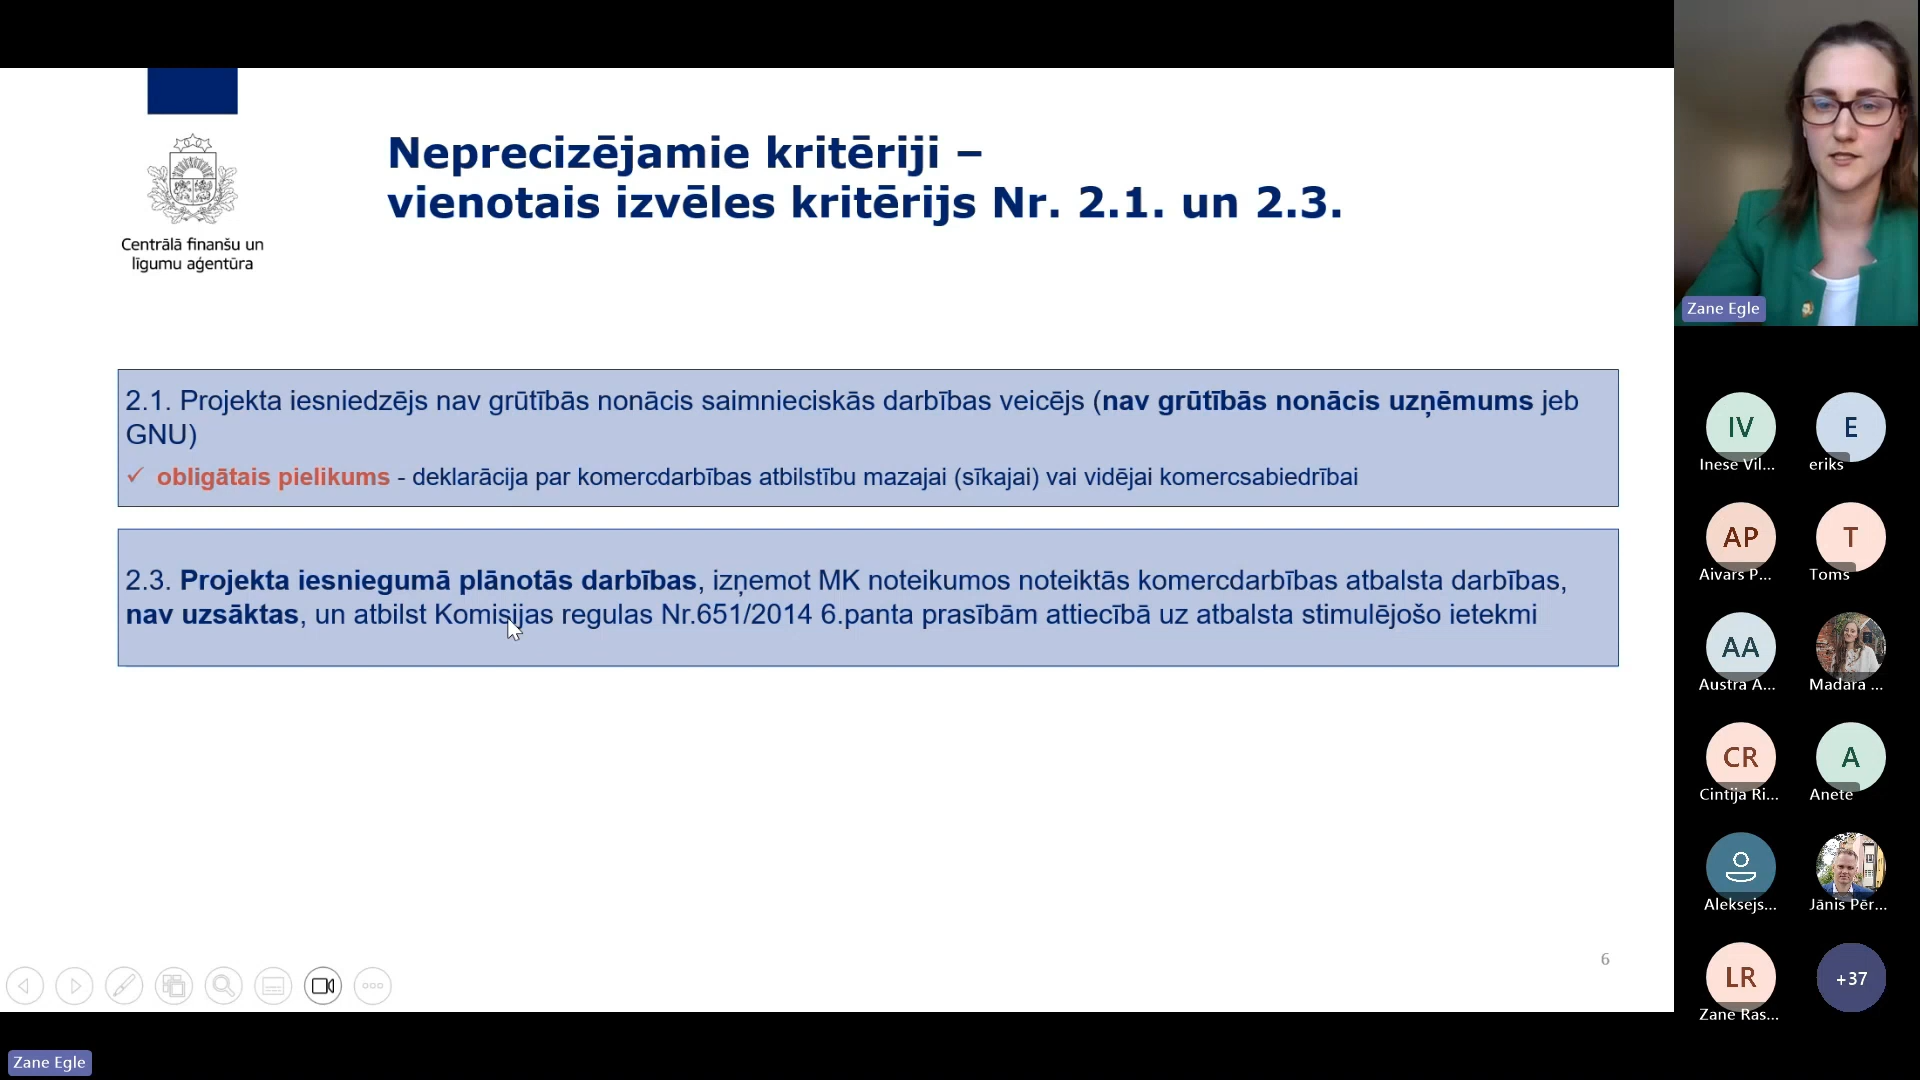 Neprecizējamie kritēriji –
vienotais izvēles kritērijs Nr. 2.1. un 2.3.
Centrālā finanšu un
līgumu aģentūra
2.1. Projekta iesniedzējs nav grūtībās nonācis saimnieciskās darbības veicējs (nav grūtībās nonācis uzņēmums jeb
GNU)
✓ obligātais pielikums - deklarācija par komercdarbības atbilstību mazajai (sīkajai) vai vidējai komercsabiedrībai
2.3. Projekta iesniegumā plānotās darbības, izņemot MK noteikumos noteiktās komercdarbības atbalsta darbības,
nav uzsāktas, un atbilst Komisijas regulas Nr.651/2014 6.panta prasībām attiecībā uz atbalsta stimulējošo ietekmi
6
Zane Egle
Zane Egle
IV
Inese Vil...
E
eriks
AP
Aivars P...
T
Toms
AA
Austra A...
Madara ...
CR
Cintija Ri...
A
Anete
Aleksejs...
Jānis Pēr...
LR
Zane Ras...
+37